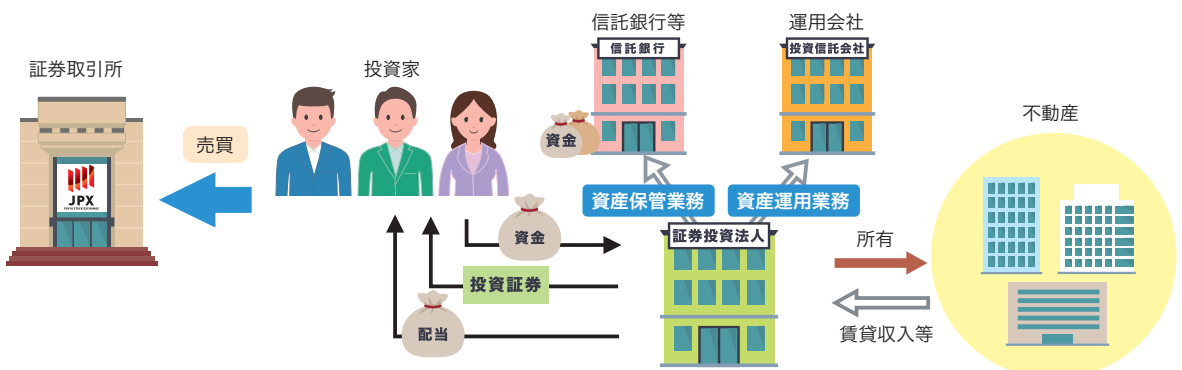 証券取引所
JPX
TOKYO STOCK EXCHANGE
売買
投資家
信託銀行等
信託銀行
資金
運用会社
投資信託会社
資産保管業務
資産運用業務
証券投資法人
資金
投資証券
配当
所有
賃貸収入等
不動産